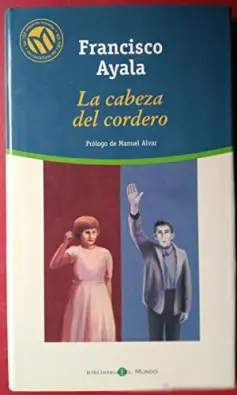 Francisco
Ayala
La cabeza
del cordero
Prólogo de Manuel Alvar
biblioteca EL MUNDO